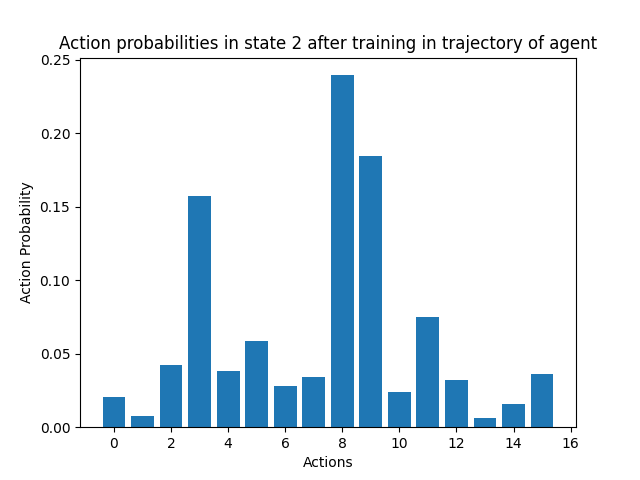 Action probabilities in state 2 after training in trajectory of agent
0.25
0.20
0.15
0.10
0.05
0.00
Action Probability
0 2 4 6 8 10 12 14 16
Actions